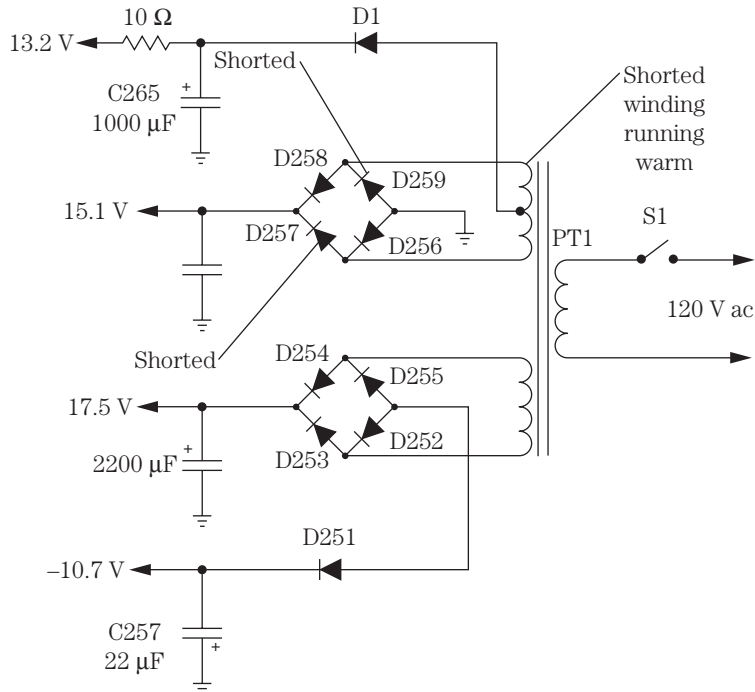 10 Ω
D1
13.2 V
Shorted
Shorted
winding
running
warm
C265
1000 μF
+
D258
D259
15.1 V
D257
D256
PT1
S1
120 V ac
Shorted
D254
D255
17.5 V
D253
D252
+
2200 μF
D251
–10.7 V
C257
22 μF
+